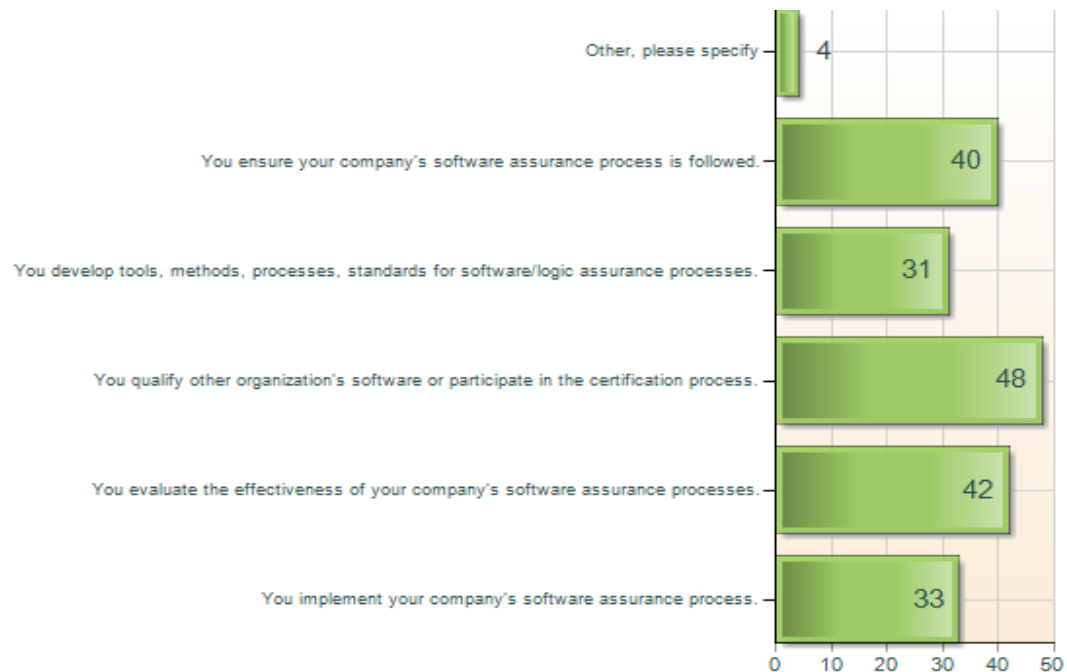 Other, please specify
4
You ensure your company's software assurance process is followed.
40
You develop tools, methods, processes, standards for software/logic assurance processes.
31
You qualify other organization's software or participate in the certification process.
48
You evaluate the effectiveness of your company's software assurance processes.
42
You implement your company's software assurance process.
33
0 10 20 30 40 50